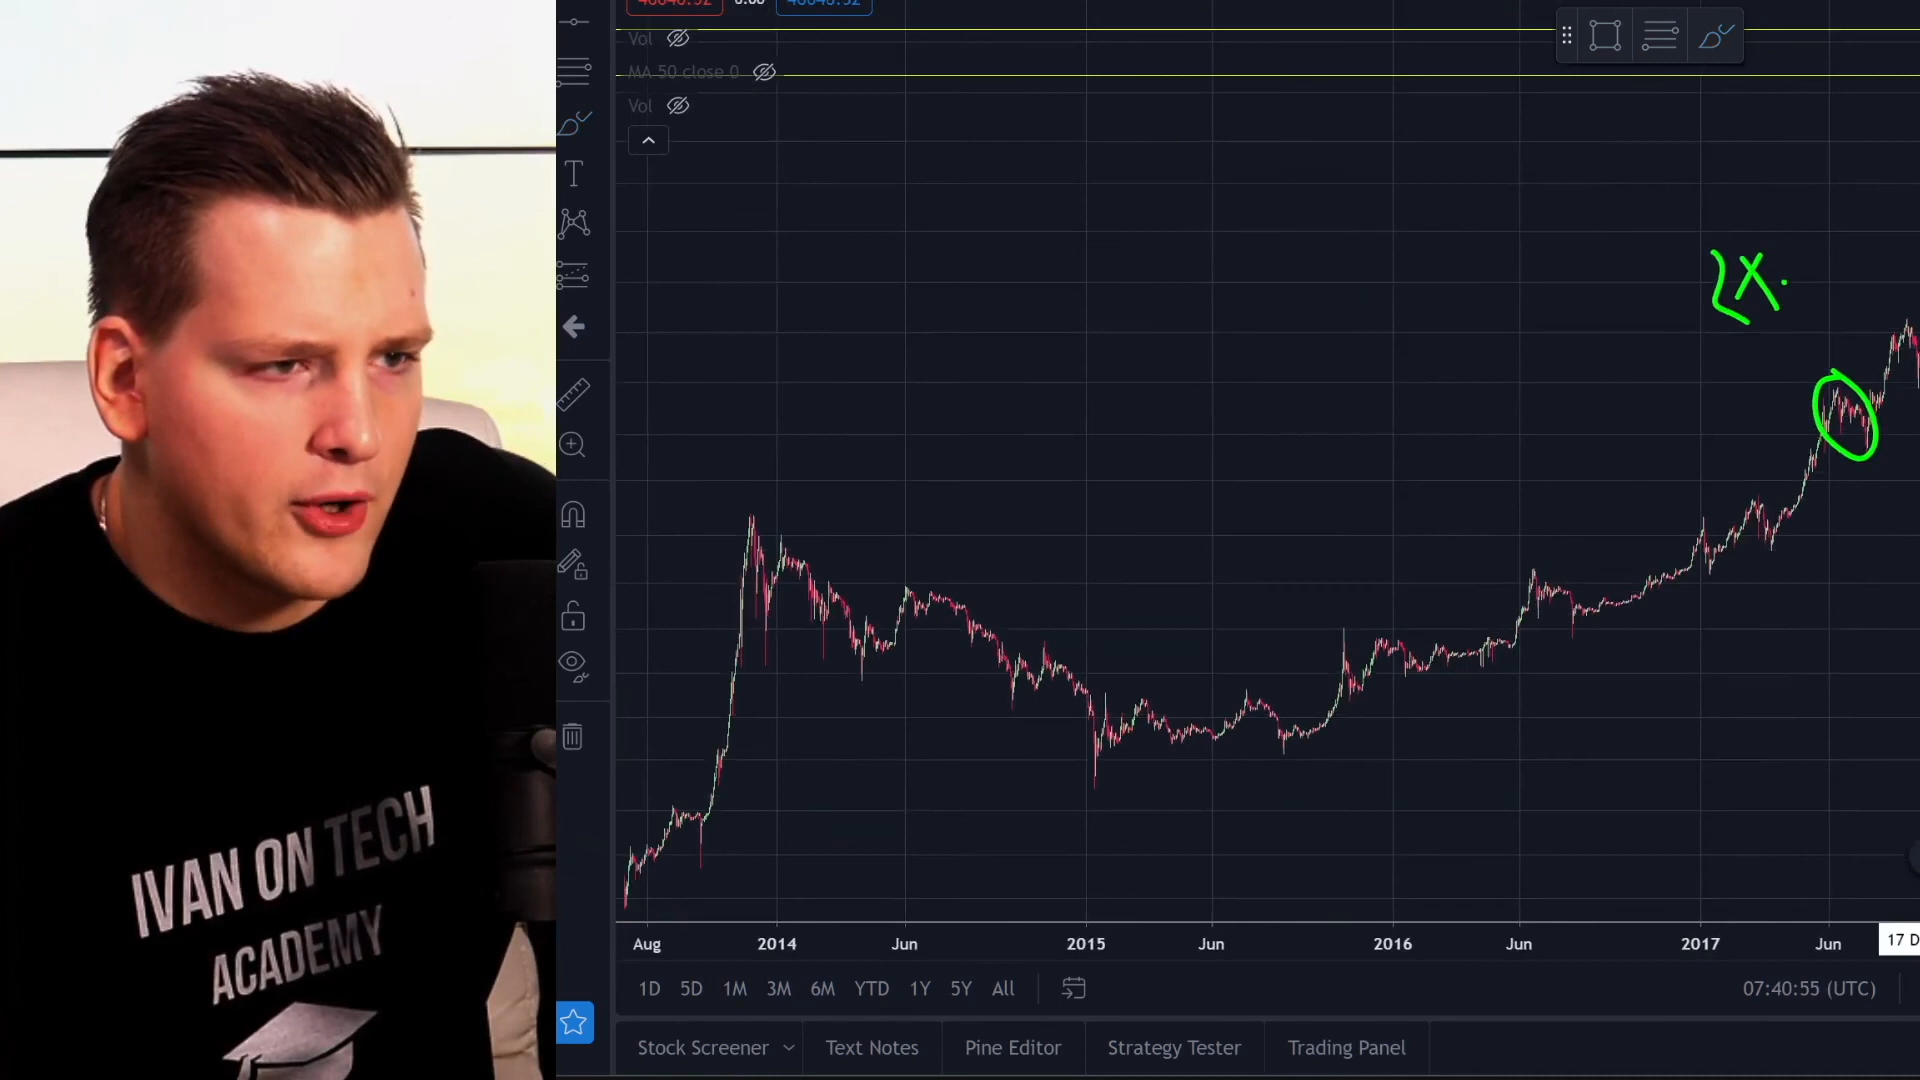 Vol
MA 50 close 0
Vol
2X.
Aug 2014 Jun 2015 Jun 2016 Jun 2017 Jun 17 D
1D 5D 1M 3M 6M YTD 1Y 5Y All
07:40:55 (UTC)
Stock Screener Text Notes Pine Editor Strategy Tester Trading Panel
IVAN ON TECH
ACADEMY